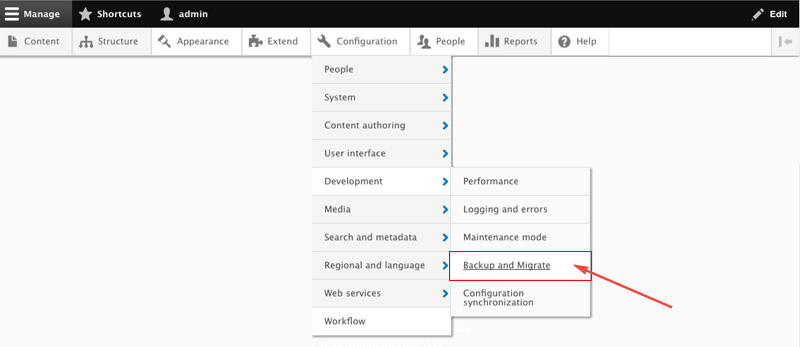 Manage Shortcuts admin Edit
Content Structure Appearance Extend Configuration People Reports Help
People
System
Content authoring
User interface
Development
Performance
Media
Logging and errors
Search and metadata
Maintenance mode
Regional and language
Backup and Migrate
Web services
Configuration
synchronization
Workflow